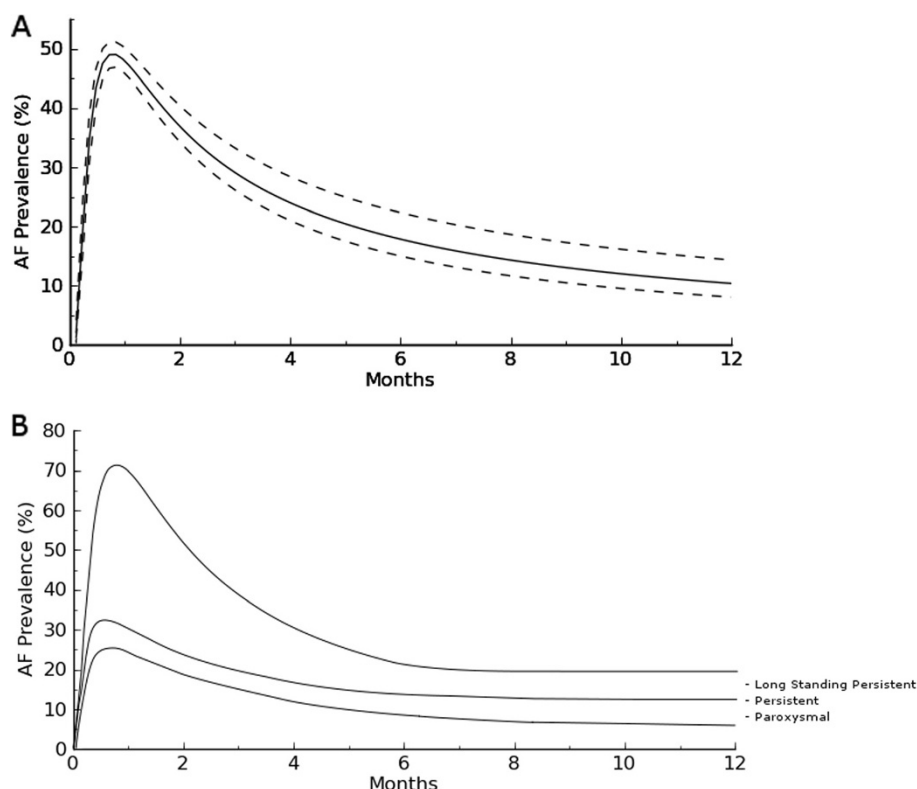 A
AF Prevalence (%)
50
40
30
20
10
0
0 2 4 6 8 10 12
Months
B
AF Prevalence (%)
80
70
60
50
40
30
20
10
0
- Long Standing Persistent
- Persistent
- Paroxysmal
0 2 4 6 8 10 12
Months